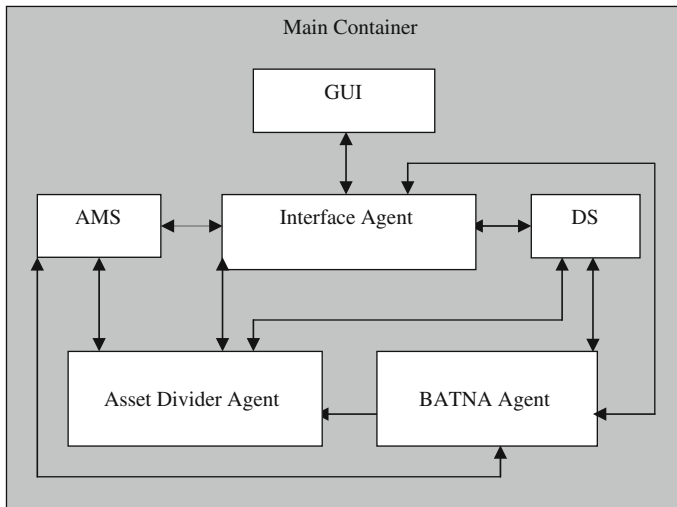 Main Container
GUI
AMS
Interface Agent
DS
Asset Divider Agent
BATNA Agent